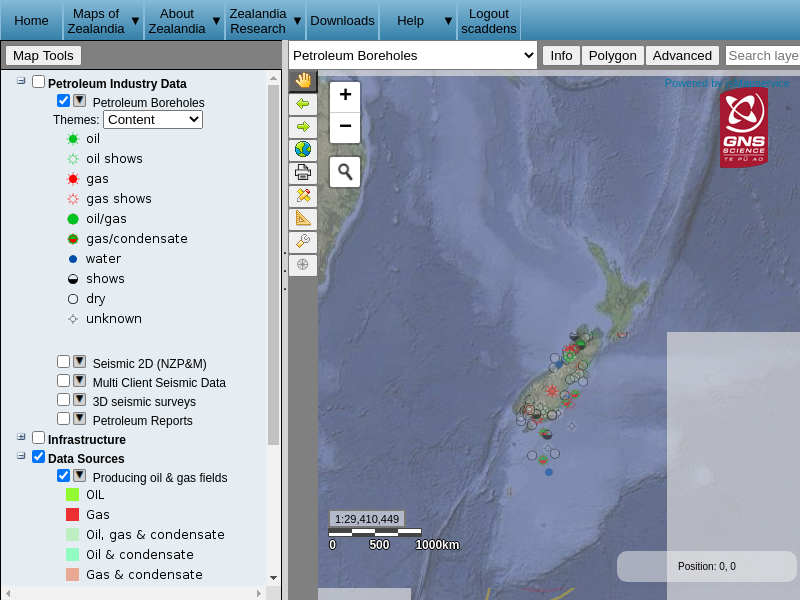 Home
Maps of
Zealandia ▼
About
Zealandia ▼
Zealandia
Research ▼
Downloads
Help ▼
Logout
scaddens
Map Tools
Petroleum Boreholes
Info
Polygon
Advanced
Search laye
Petroleum Industry Data
Petroleum Boreholes
Themes: Content
oil
oil shows
gas
gas shows
oil/gas
gas/condensate
water
shows
dry
unknown
Seismic 2D (NZP&M)
Multi Client Seismic Data
3D seismic surveys
Petroleum Reports
Infrastructure
Data Sources
Producing oil & gas fields
OIL
Gas
Oil, gas & condensate
Oil & condensate
Gas & condensate
+
−
GNS
SCIENCE
TE PŪ AO
1:29,410,449
0 500 1000km
Position: 0, 0